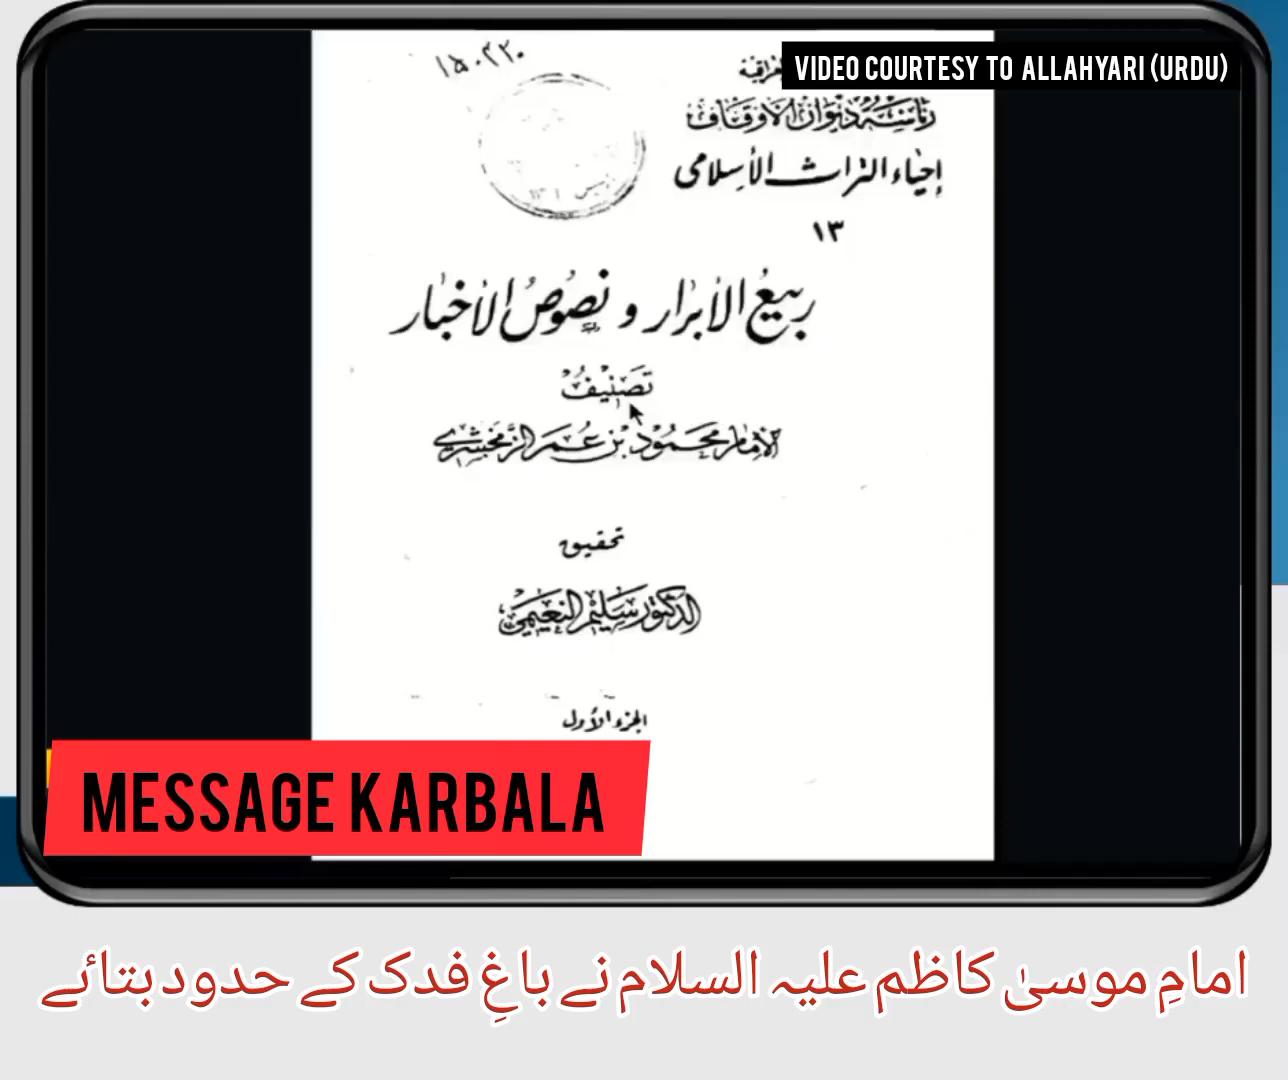 VIDEO COURTESY TO ALLAHYARI (URDU)
١٥٠٣٢٠
رئاسة ديوان الأوقاف
إحياء التراث الأسلامى
١٣
ربيع الأبرار و نصوص الأخبار
تصنيف
الإمام محمود بن عمر الزمخشري
تحقيق
الدكتور سليم النعيمي
الجزء الأول
MESSAGE KARBALA
امامِ موسیٰ کاظم علیہ السلام نے باغِ فدک کے حدود بتائے